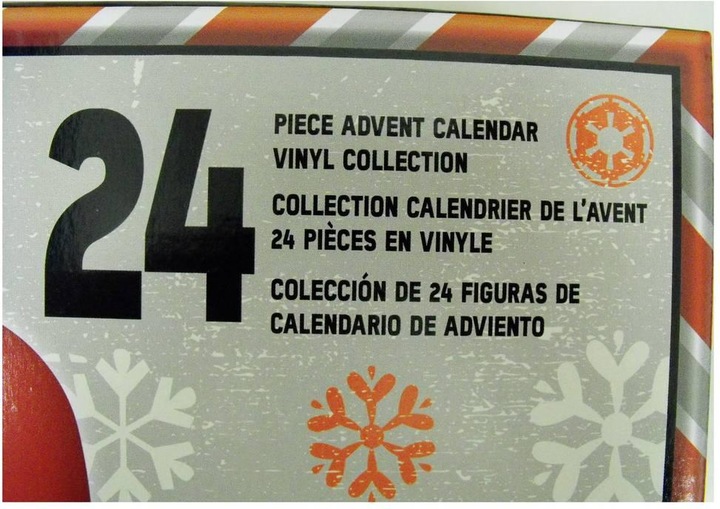 24
PIECE ADVENT CALENDAR
VINYL COLLECTION
COLLECTION CALENDRIER DE L'AVENT
24 PIÈCES EN VINYLE
COLECCIÓN DE 24 FIGURAS DE
CALENDARIO DE ADVIENTO